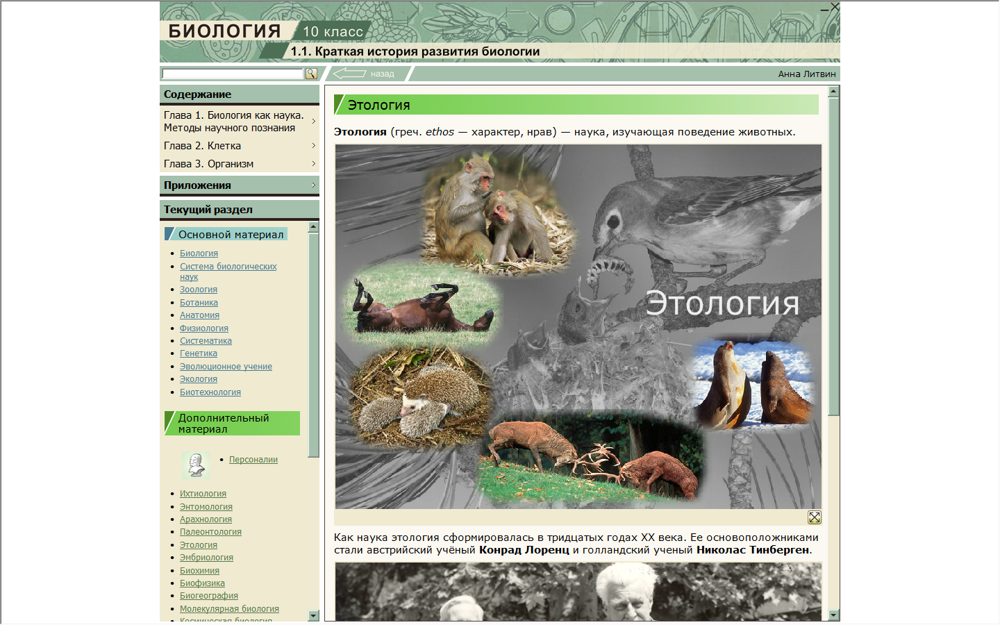 БИОЛОГИЯ 10 класс
1.1. Краткая история развития биологии
назад
Анна Литвин
Содержание
Глава 1. Биология как наука.
Методы научного познания
Глава 2. Клетка
Глава 3. Организм
Приложения
Текущий раздел
Основной материал
Биология
Система биологических
наук
Зоология
Ботаника
Анатомия
Физиология
Систематика
Генетика
Эволюционное учение
Экология
Биотехнология
Дополнительный
материал
Персоналии
Ихтиология
Энтомология
Арахнология
Палеонтология
Этология
Эмбриология
Биохимия
Биофизика
Биогеография
Молекулярная биология
Космическая биология
Этология
Этология (греч. ethos — характер, нрав) — наука, изучающая поведение животных.
Этология
Как наука этология сформировалась в тридцатых годах XX века. Ее основоположниками
стали австрийский учёный Конрад Лоренц и голландский ученый Николас Тинберген.